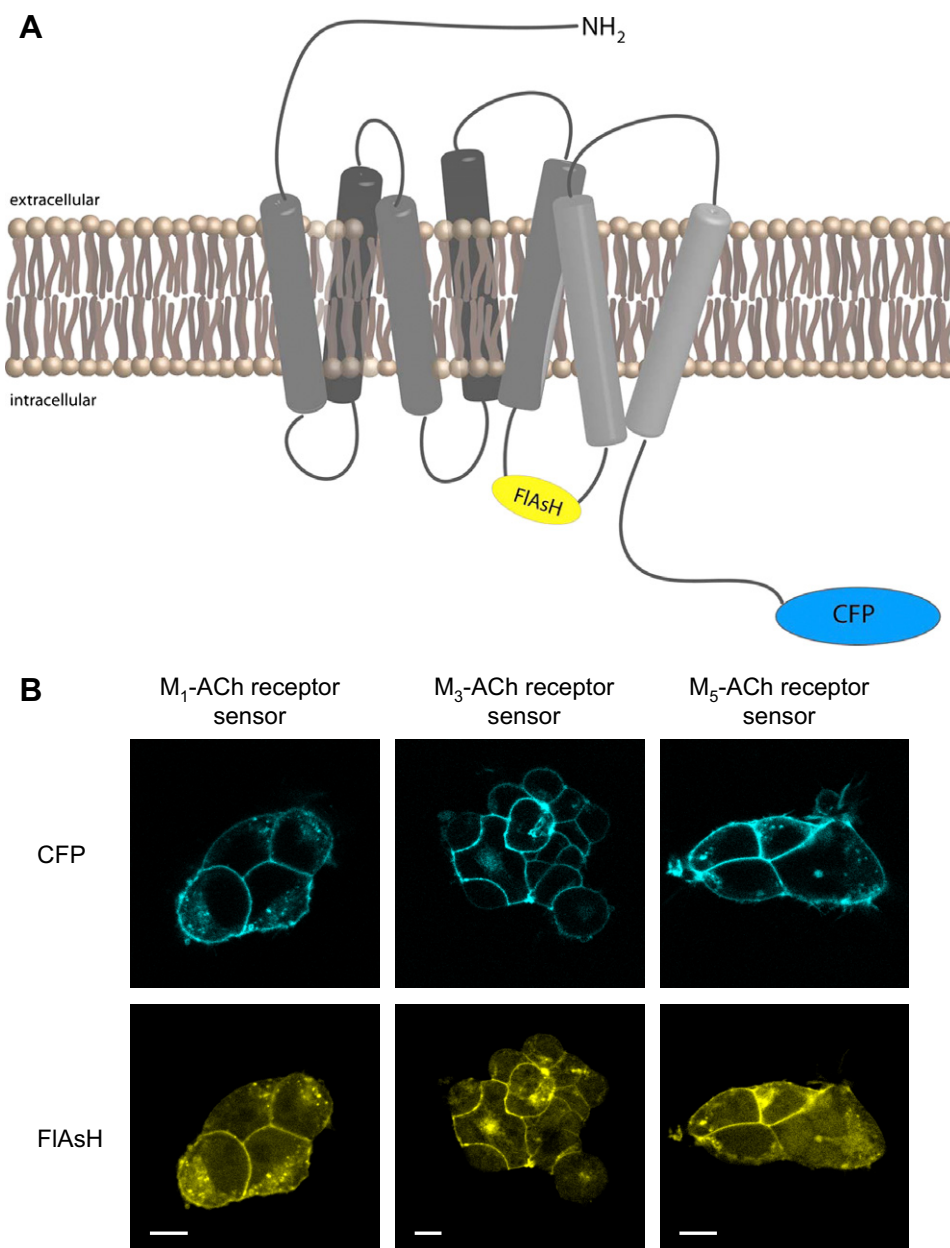 A
NH₂
extracellular
intracellular
FlAsH
CFP
B
M₁-ACh receptor
sensor
M₃-ACh receptor
sensor
M₅-ACh receptor
sensor
CFP
FlAsH